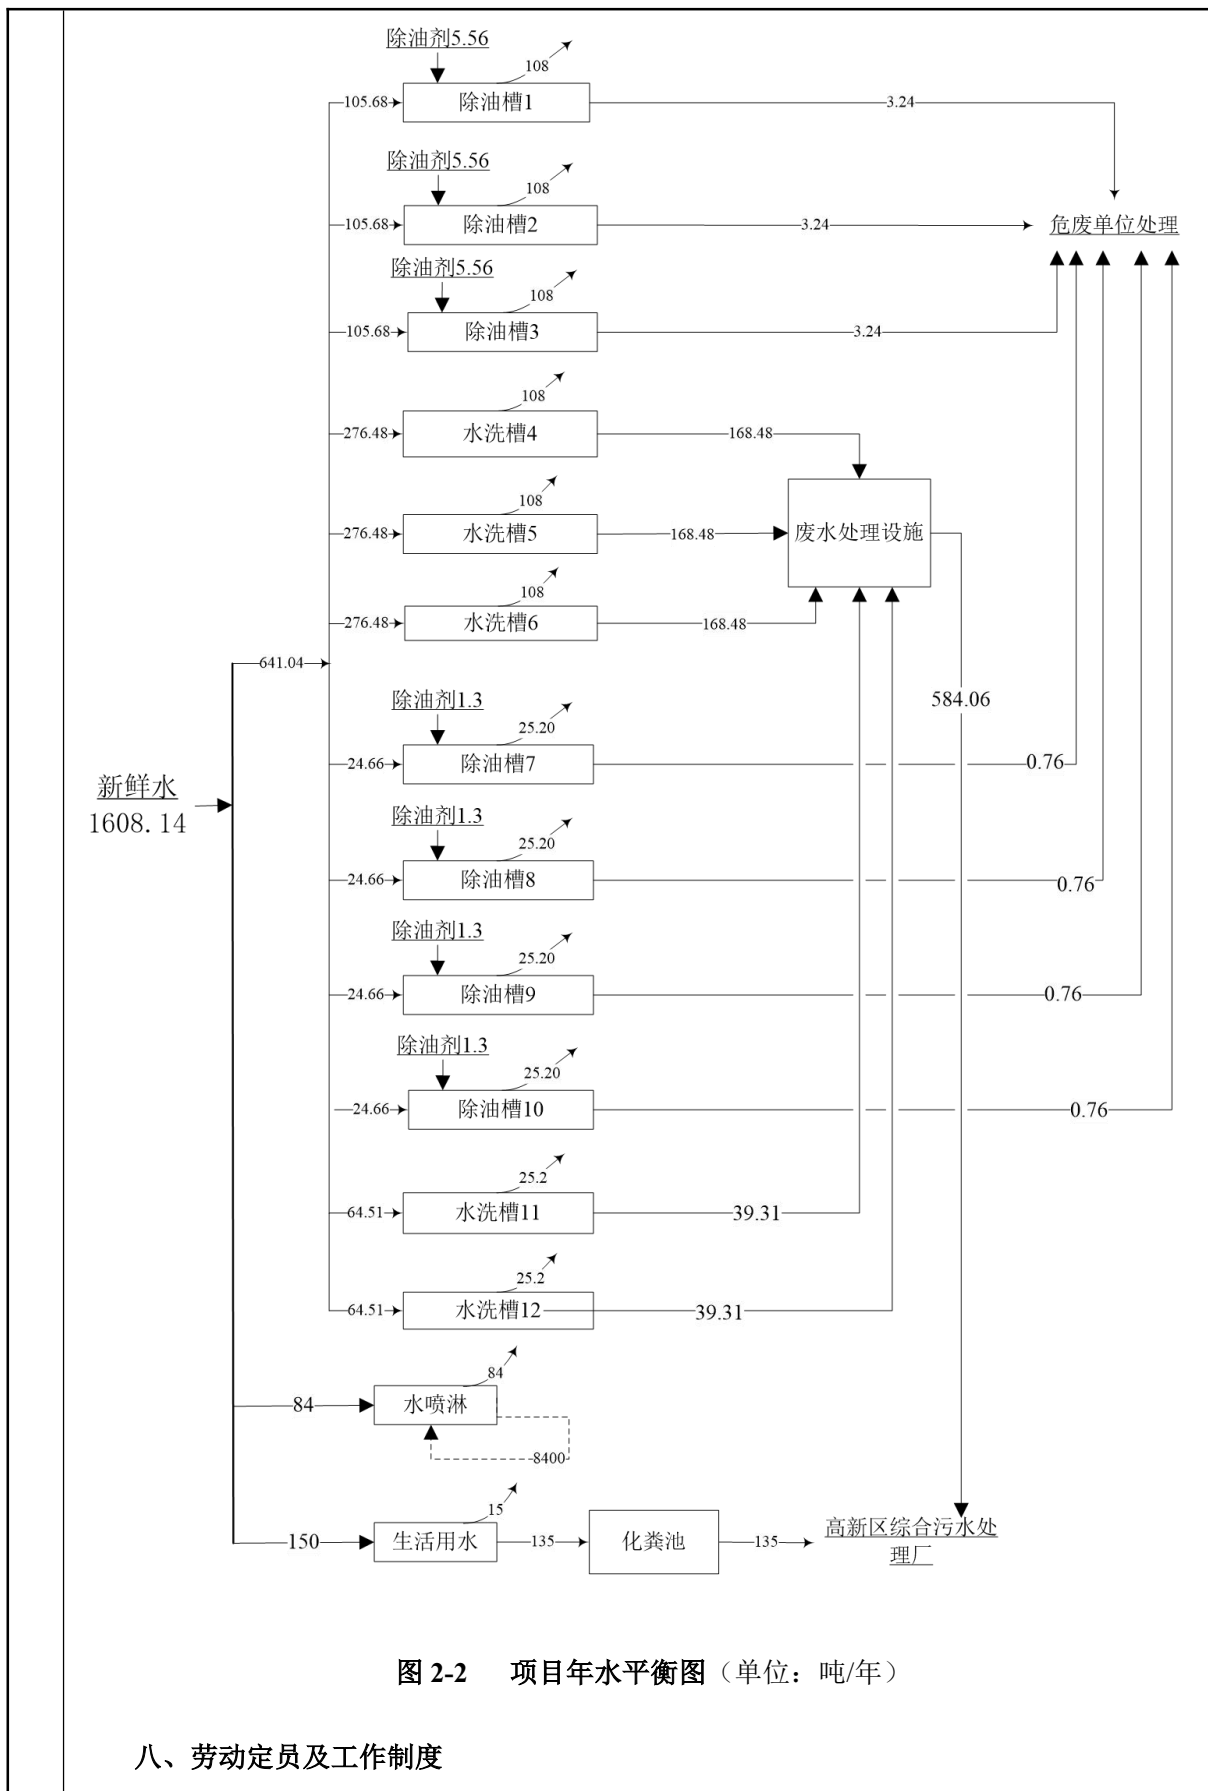 除油剂5.56
108
105.68
除油槽1
3.24
除油剂5.56
108
105.68
除油槽2
3.24
危废单位处理
除油剂5.56
108
105.68
除油槽3
3.24
108
276.48
水洗槽4
168.48
108
276.48
水洗槽5
168.48
废水处理设施
108
276.48
水洗槽6
168.48
641.04
584.06
除油剂1.3
25.20
24.66
除油槽7
0.76
新鲜水
1608.14
除油剂1.3
25.20
24.66
除油槽8
0.76
除油剂1.3
25.20
24.66
除油槽9
0.76
除油剂1.3
25.20
24.66
除油槽10
0.76
25.2
64.51
水洗槽11
39.31
25.2
64.51
水洗槽12
39.31
84
84
水喷淋
8400
15
150
生活用水
135
化粪池
135
高新区综合污水处
理厂
图 2-2 项目年水平衡图（单位：吨/年）
八、劳动定员及工作制度